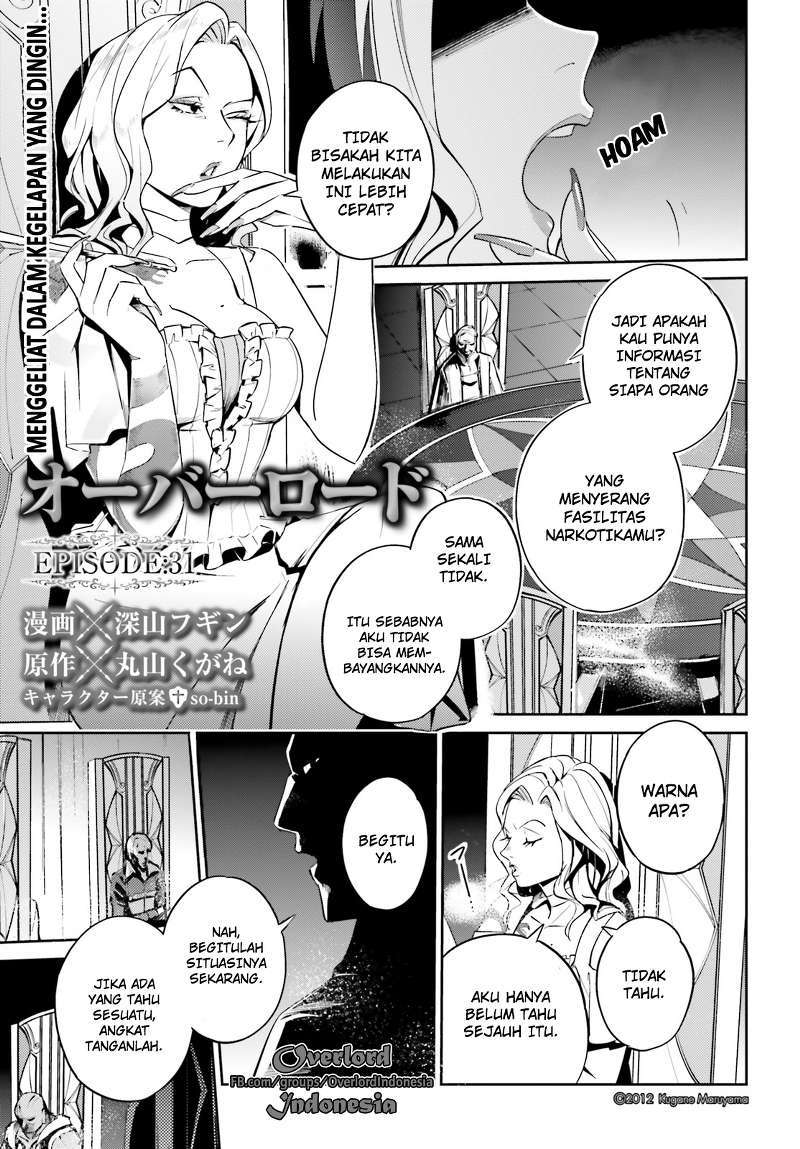 MENGGELIAT DALAM KEGELAPAN YANG DINGIN...
HOAM
TIDAK
BISAKAH KITA
MELAKUKAN
INI LEBIH
CEPAT?
JADI APAKAH
KAU PUNYA
INFORMASI
TENTANG
SIAPA ORANG
YANG
MENYERANG
FASILITAS
NARKOTIKAMU?
SAMA
SEKALI
TIDAK.
ITU SEBABNYA
AKU TIDAK
BISA MEM-
BAYANGKANNYA.
オーバーロード
EPISODE:31
漫画×深山フギン
原作×丸山くがね
キャラクター原案 so-bin
WARNA
APA?
TIDAK
TAHU.
AKU HANYA
BELUM TAHU
SEJAUH ITU.
BEGITU
YA.
NAH,
BEGITULAH
SITUASINYA
SEKARANG.
JIKA ADA
YANG TAHU
SESUATU,
ANGKAT
TANGANLAH.
Overlord
FB.com/groups/OverlordIndonesia
Indonesia
©2012 Kugane Maruyama